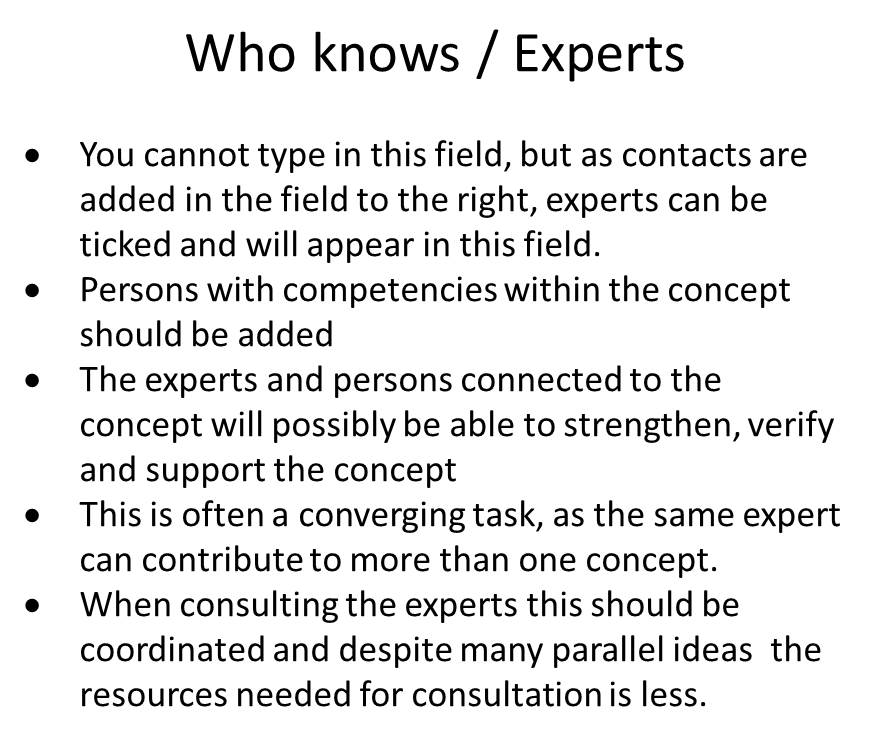 Who knows / Experts
• You cannot type in this field, but as contacts are
added in the field to the right, experts can be
ticked and will appear in this field.
• Persons with competencies within the concept
should be added
• The experts and persons connected to the
concept will possibly be able to strengthen, verify
and support the concept
• This is often a converging task, as the same expert
can contribute to more than one concept.
• When consulting the experts this should be
coordinated and despite many parallel ideas  the
resources needed for consultation is less.